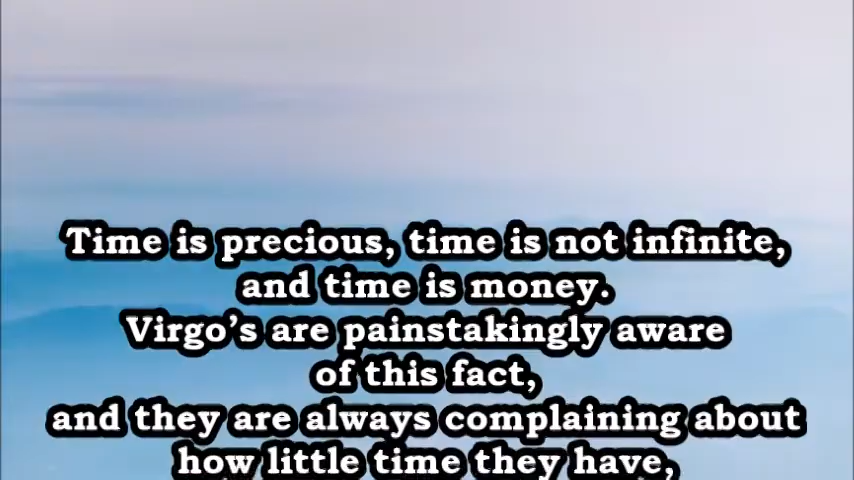 Time is precious, time is not infinite,
and time is money.
Virgo’s are painstakingly aware
of this fact,
and they are always complaining about
how little time they have,